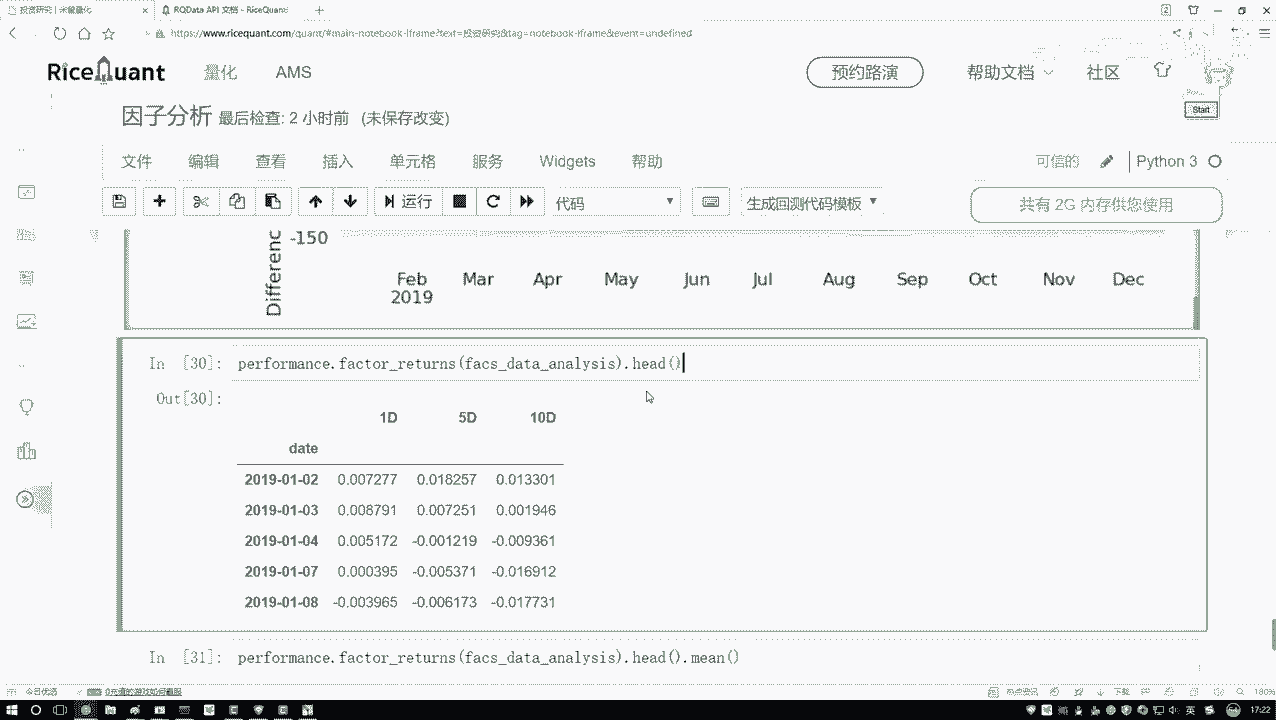 投资研究 | 米筐量化
RQData API 文档 - RiceQuant
https://www.ricequant.com/quant/#main-notebook-iframe?text=投资研究&tag=notebook-iframe&event=undefined
RiceQuant 量化 AMS 预约路演 帮助文档 社区
因子分析 最后检查: 2 小时前 (未保存改变)
Start
文件 编辑 查看 插入 单元格 服务 Widgets 帮助 可信的 Python 3
运行 代码 生成回测代码模板 共有 2G 内存供您使用
Differenc
-150
Feb Mar Apr May Jun Jul Aug Sep Oct Nov Dec
2019
In [30]: performance.factor_returns(facs_data_analysis).head()
Out[30]:
1D 5D 10D
date
2019-01-02 0.007277 0.018257 0.013301
2019-01-03 0.008791 0.007251 0.001946
2019-01-04 0.005172 -0.001219 -0.009361
2019-01-07 0.000395 -0.005371 -0.016912
2019-01-08 -0.003965 -0.006173 -0.017731
In [31]: performance.factor_returns(facs_data_analysis).head().mean()
今日优选
热点资讯 下载 180%
英 17:22